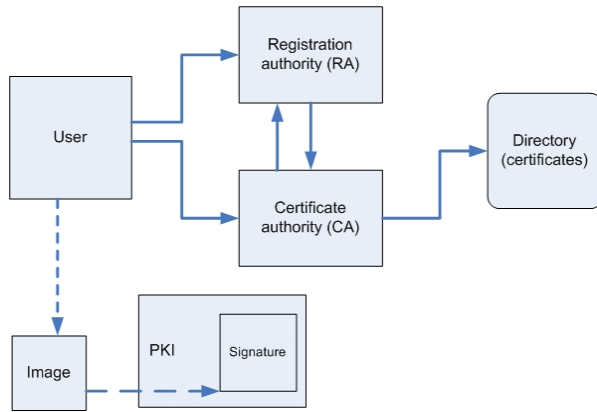 Registration
authority (RA)
User
Directory
(certificates)
Certificate
authority (CA)
PKI
Signature
Image